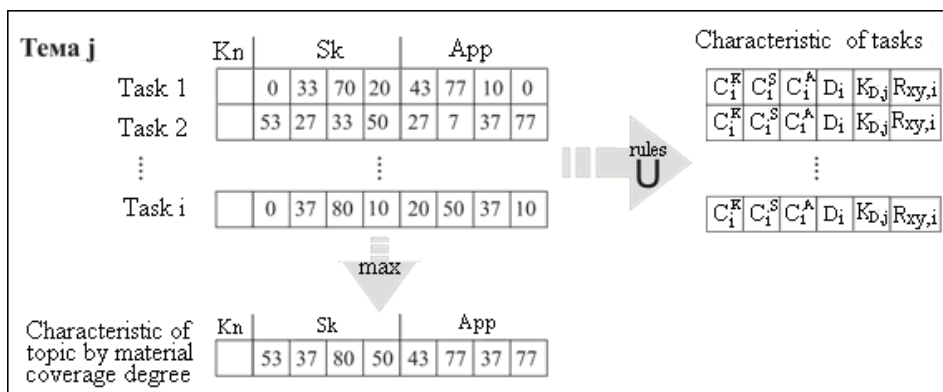 Тема j
Kn Sk App
Characteristic of tasks
Task 1 0 33 70 20 43 77 10 0
C_i^K C_i^S C_i^A D_i K_D,j R_xy,i
Task 2 53 27 33 50 27 7 37 77
C_i^K C_i^S C_i^A D_i K_D,j R_xy,i
rules
U
Task i 0 37 80 10 20 50 37 10
C_i^K C_i^S C_i^A D_i K_D,j R_xy,i
max
Kn Sk App
Characteristic of
topic by material
coverage degree
53 37 80 50 43 77 37 77